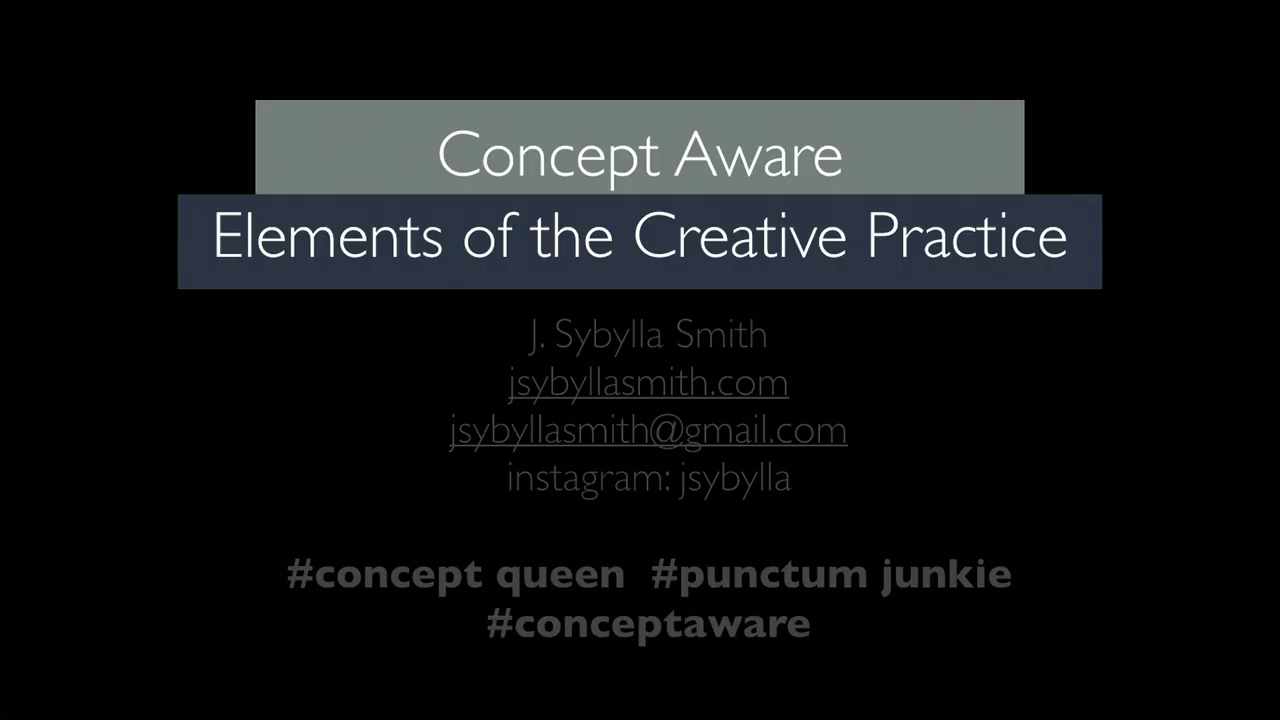 Concept Aware
Elements of the Creative Practice
J. Sybylla Smith
jsybyllasmith.com
jsybyllasmith@gmail.com
instagram: jsybylla
#concept queen #punctum junkie
#conceptaware